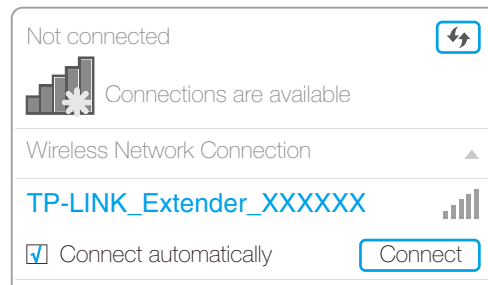 Not connected
Connections are available
Wireless Network Connection
TP-LINK_Extender_XXXXXX
Connect automatically
Connect